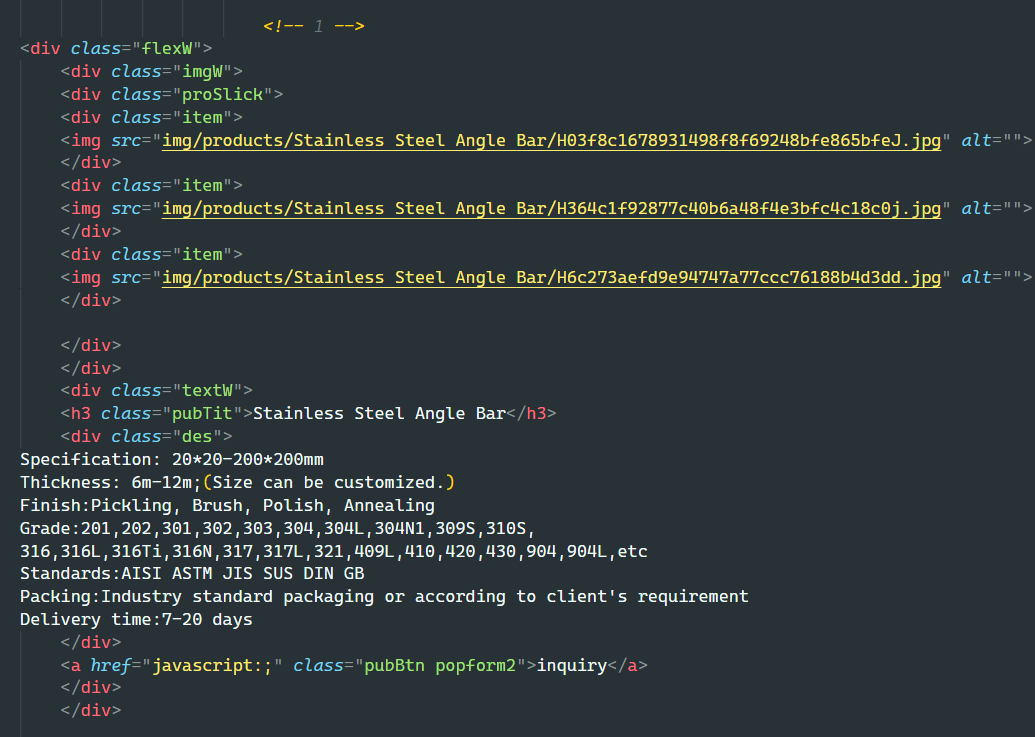 <!-- 1 -->
<div class="flexW">
<div class="imgW">
<div class="proSlick">
<div class="item">
<img src="img/products/Stainless Steel Angle Bar/H03f8c1678931498f8f69248bfe865bfeJ.jpg" alt="">
</div>
<div class="item">
<img src="img/products/Stainless Steel Angle Bar/H364c1f92877c40b6a48f4e3bfc4c18c0j.jpg" alt="">
</div>
<div class="item">
<img src="img/products/Stainless Steel Angle Bar/H6c273aefd9e94747a77ccc76188b4d3dd.jpg" alt="">
</div>
</div>
</div>
<div class="textW">
<h3 class="pubTit">Stainless Steel Angle Bar</h3>
<div class="des">
Specification: 20*20-200*200mm
Thickness: 6m-12m;(Size can be customized.)
Finish:Pickling, Brush, Polish, Annealing
Grade:201,202,301,302,303,304,304L,304N1,309S,310S,
316,316L,316Ti,316N,317,317L,321,409L,410,420,430,904,904L,etc
Standards:AISI ASTM JIS SUS DIN GB
Packing:Industry standard packaging or according to client's requirement
Delivery time:7-20 days
</div>
<a href="javascript:;" class="pubBtn popform2">inquiry</a>
</div>
</div>